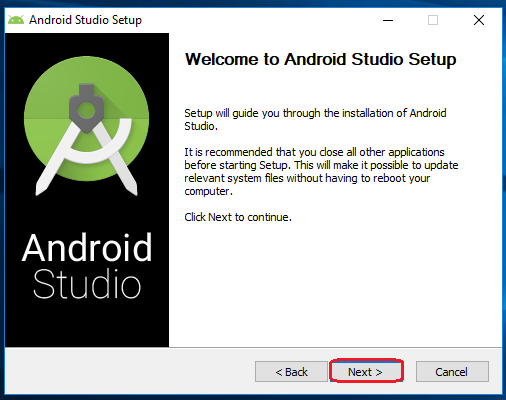 Android Studio Setup
Welcome to Android Studio Setup
Setup will guide you through the installation of Android
Studio.
It is recommended that you close all other applications
before starting Setup. This will make it possible to update
relevant system files without having to reboot your
computer.
Click Next to continue.
Android
Studio
< Back
Next >
Cancel